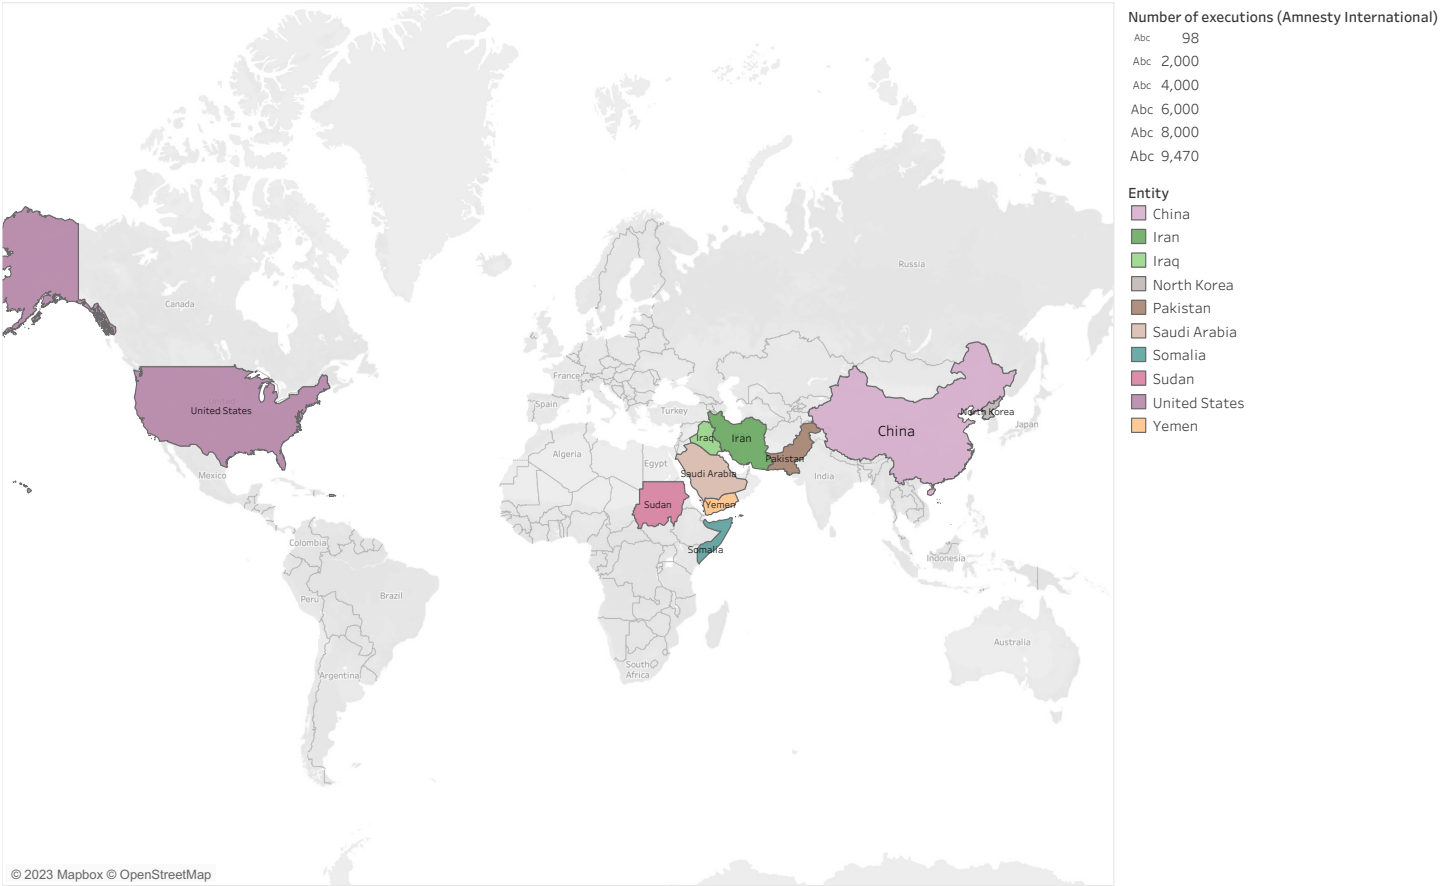 Number of executions (Amnesty International)
Abc 98
Abc 2,000
Abc 4,000
Abc 6,000
Abc 8,000
Abc 9,470
Entity
China
Iran
Iraq
North Korea
Pakistan
Saudi Arabia
Somalia
Sudan
United States
Yemen
Russia
Canada
France
Spain
Turkey
United States
North Korea
Japan
China
Iraq
Iran
Algeria
Egypt
Pakistan
Mexico
Saudi Arabia
India
Sudan
Yemen
Colombia
Somalia
Indonesia
Peru
Brazil
Australia
South
Africa
Argentina
© 2023 Mapbox © OpenStreetMap